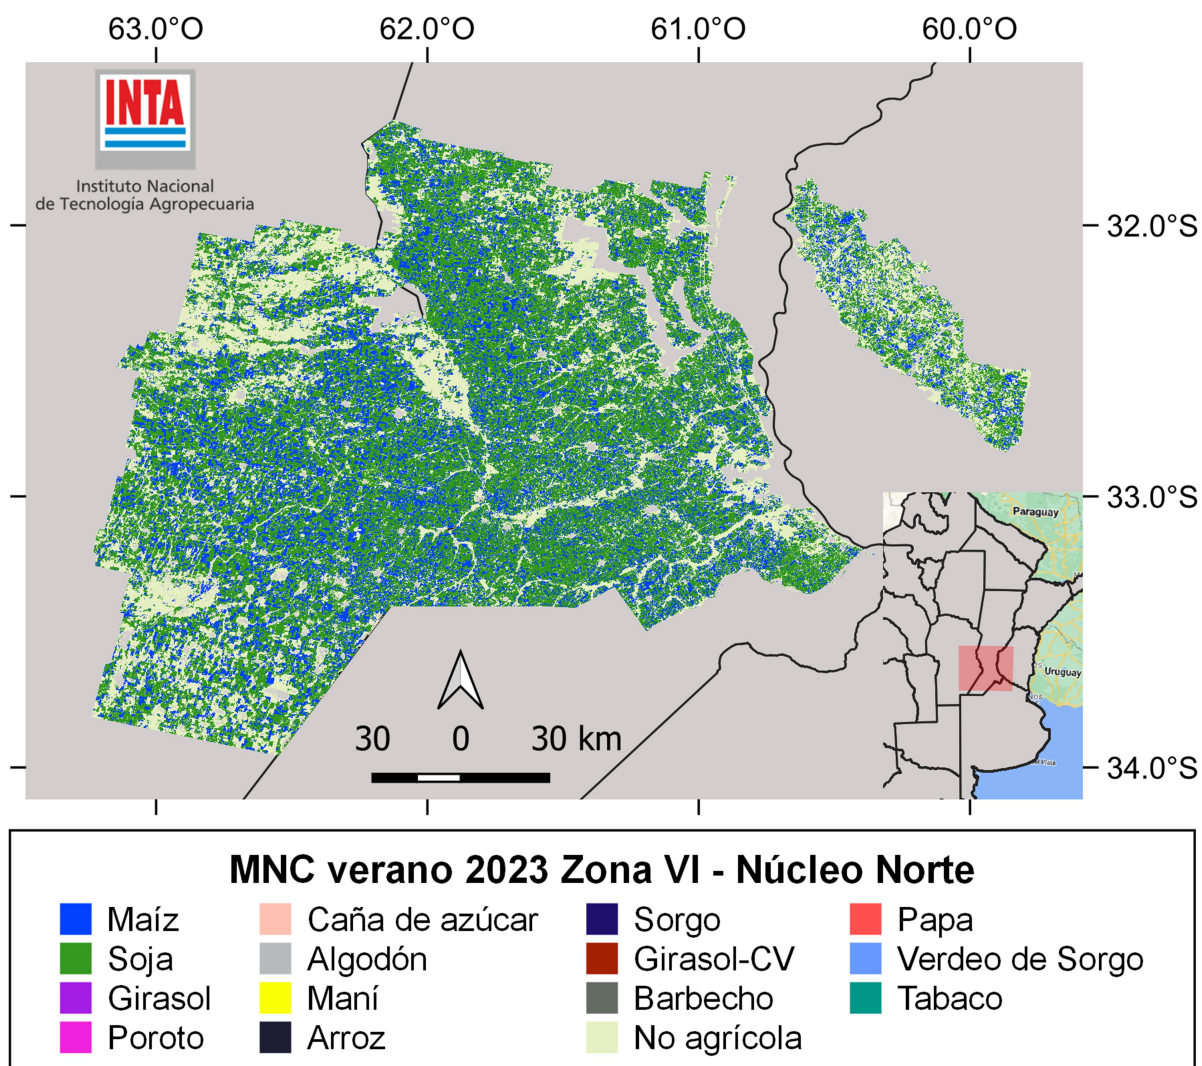 63.0°O 62.0°O 61.0°O 60.0°O
INTA
Instituto Nacional
de Tecnología Agropecuaria
32.0°S
33.0°S
Paraguay
Uruguay
30 0 30 km
34.0°S
MNC verano 2023 Zona VI - Núcleo Norte
Maíz Caña de azúcar Sorgo Papa
Soja Algodón Girasol-CV Verdeo de Sorgo
Girasol Maní Barbecho Tabaco
Poroto Arroz No agrícola